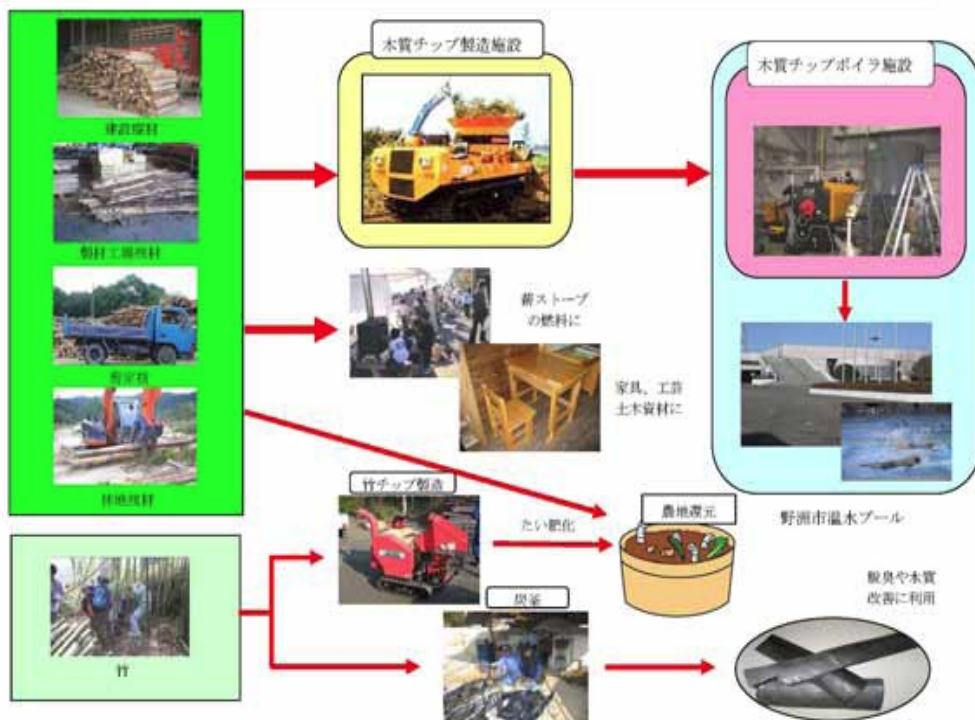 木質チップ製造施設
木質チップボイラ施設
建設廃材
製材工場残材
剪定枝
林地残材
薪ストーブ
の燃料に
家具、工芸
土木資材に
竹チップ製造
たい肥化
農地還元
野洲市温水プール
竹
炭釜
脱臭や水質
改善に利用